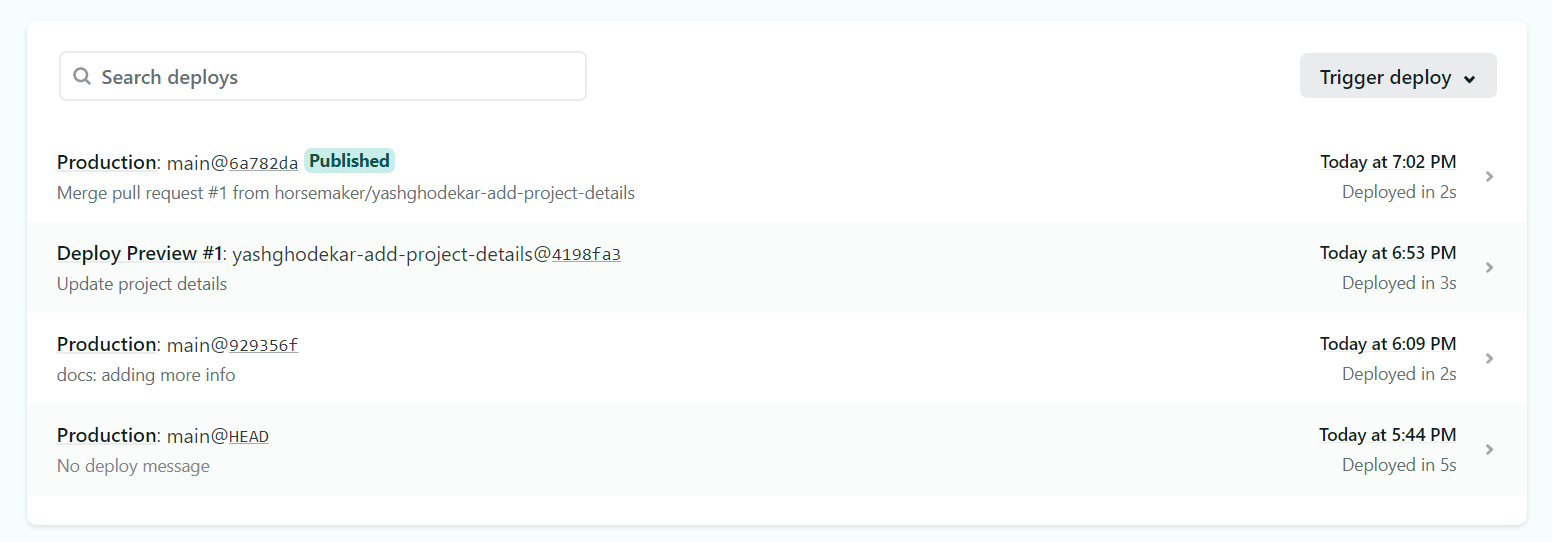 Search deploys
Trigger deploy
Production: main@6a782da Published
Today at 7:02 PM
Merge pull request #1 from horsemaker/yashghodekar-add-project-details
Deployed in 2s
Deploy Preview #1: yashghodekar-add-project-details@4198fa3
Today at 6:53 PM
Update project details
Deployed in 3s
Production: main@929356f
Today at 6:09 PM
docs: adding more info
Deployed in 2s
Production: main@HEAD
Today at 5:44 PM
No deploy message
Deployed in 5s